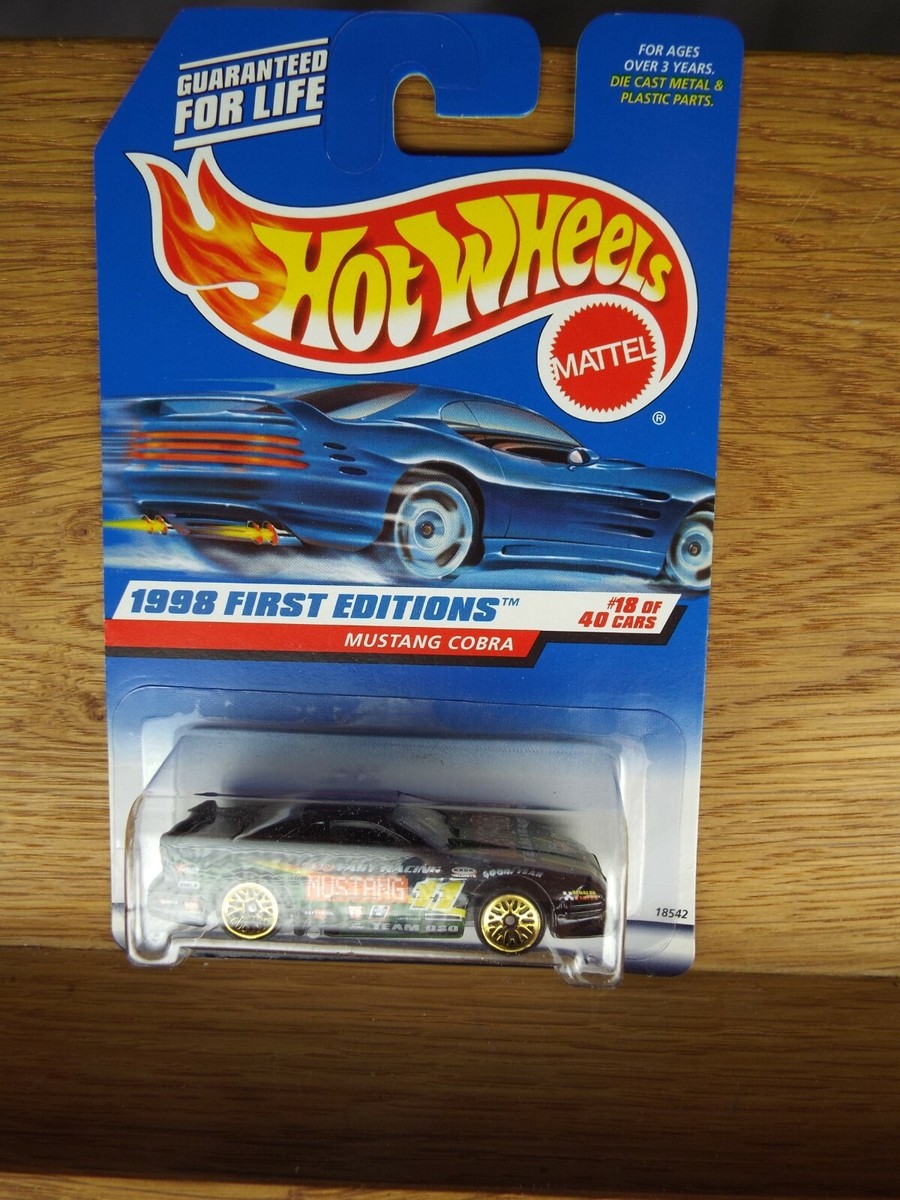 GUARANTEED
FOR LIFE
FOR AGES
OVER 3 YEARS.
DIE CAST METAL &
PLASTIC PARTS.
HOT WHEELS
MATTEL
®
1998 FIRST EDITIONS™
#18 OF
40 CARS
MUSTANG COBRA
RACING
MUSTANG
11
GOODYEAR
TEAM
18542